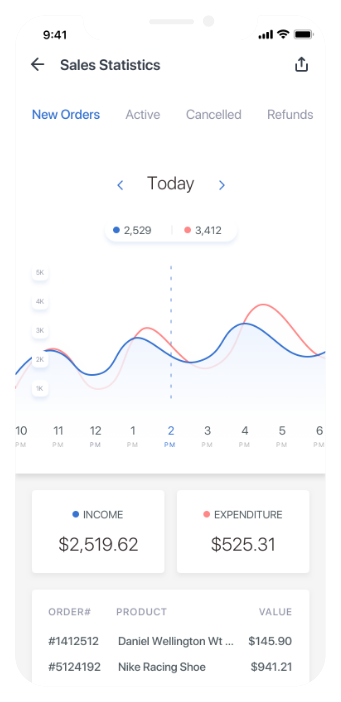 9:41
Sales Statistics
New Orders Active Cancelled Refunds
Today
2,529 3,412
5K
4K
3K
2K
1K
10 11 12 1 2 3 4 5 6
PM PM PM PM PM PM PM PM PM
INCOME EXPENDITURE
$2,519.62 $525.31
ORDER# PRODUCT VALUE
#1412512 Daniel Wellington Wt ... $145.90
#5124192 Nike Racing Shoe $941.21